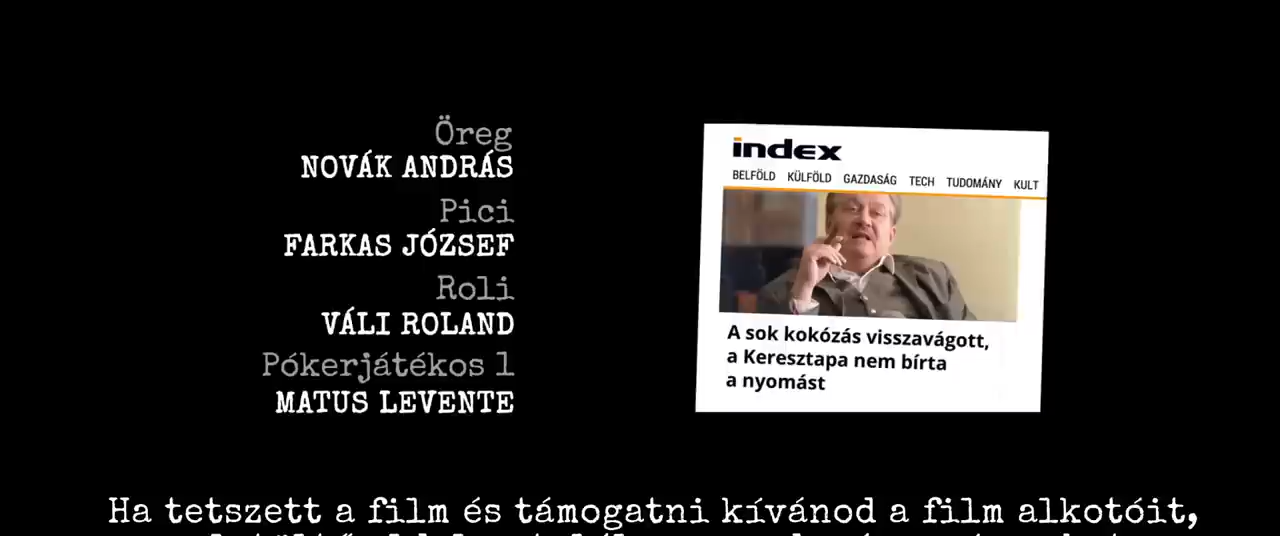 Öreg
NOVÁK ANDRÁS
Pici
FARKAS JÓZSEF
Roli
VÁLI ROLAND
Pókerjátékos 1
MATUS LEVENTE
index
BELFÖLD KÜLFÖLD GAZDASÁG TECH TUDOMÁNY KULT
A sok kokózás visszavágott,
a Keresztapa nem bírta
a nyomást
Ha tetszett a film és támogatni kívánod a film alkotóit,